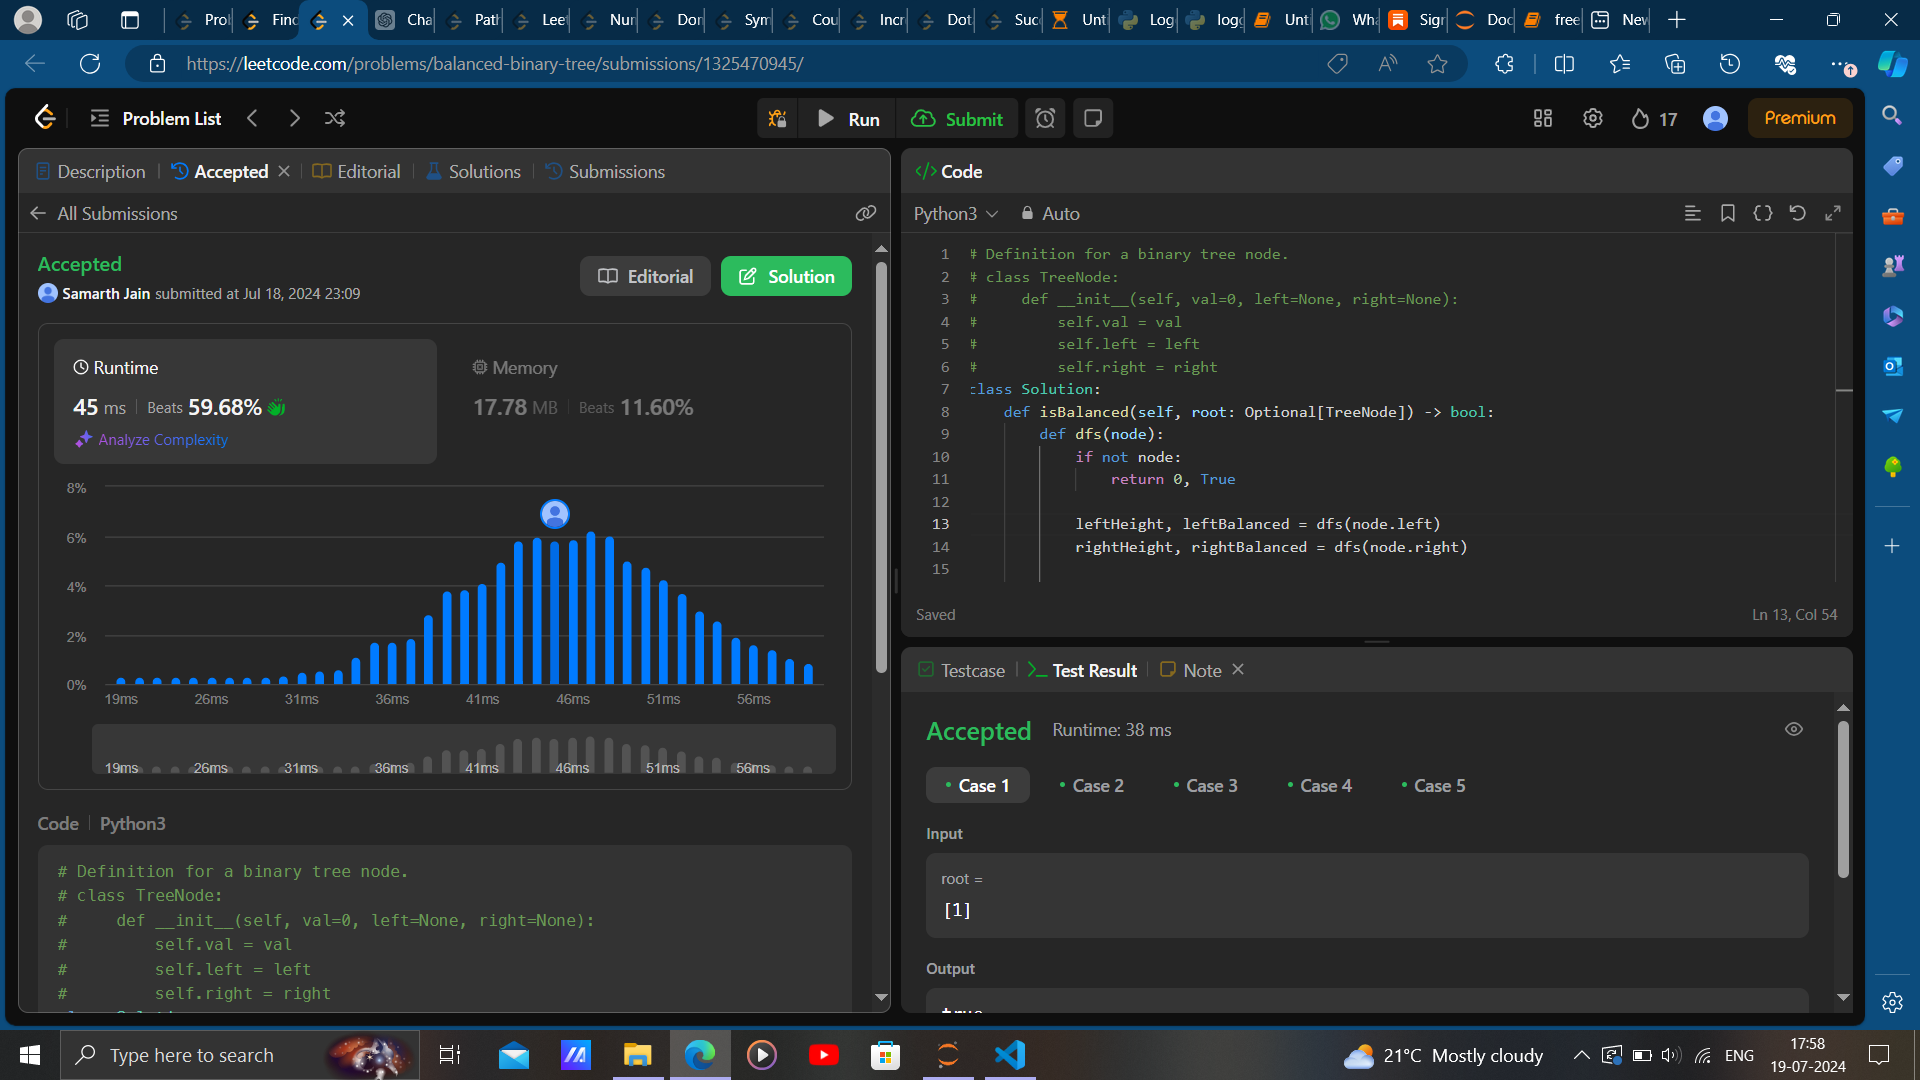 Prol
Find
Cha
Path
Leet
Nur
Don
Sym
Cou
Incr
Dot
Suc
Unt
Log
logg
Unt
Wha
Sigr
Doc
free
New
https://leetcode.com/problems/balanced-binary-tree/submissions/1325470945/
Problem List
Run
Submit
17
Premium
Description
Accepted
Editorial
Solutions
Submissions
All Submissions
Accepted
Samarth Jain submitted at Jul 18, 2024 23:09
Editorial
Solution
Runtime
45 ms
Beats 59.68%
Analyze Complexity
Memory
17.78 MB
Beats 11.60%
8%
6%
4%
2%
0%
19ms 26ms 31ms 36ms 41ms 46ms 51ms 56ms
19ms 26ms 31ms 36ms 41ms 46ms 51ms 56ms
Code
Python3
# Definition for a binary tree node.
# class TreeNode:
#     def __init__(self, val=0, left=None, right=None):
#         self.val = val
#         self.left = left
#         self.right = right
</> Code
Python3
Auto
1 # Definition for a binary tree node.
2 # class TreeNode:
3 #     def __init__(self, val=0, left=None, right=None):
4 #         self.val = val
5 #         self.left = left
6 #         self.right = right
7 class Solution:
8     def isBalanced(self, root: Optional[TreeNode]) -> bool:
9         def dfs(node):
10             if not node:
11                 return 0, True
12
13             leftHeight, leftBalanced = dfs(node.left)
14             rightHeight, rightBalanced = dfs(node.right)
15
Saved
Ln 13, Col 54
Testcase
Test Result
Note
Accepted
Runtime: 38 ms
Case 1
Case 2
Case 3
Case 4
Case 5
Input
root =
[1]
Output
true
Type here to search
21°C Mostly cloudy
ENG
17:58
19-07-2024